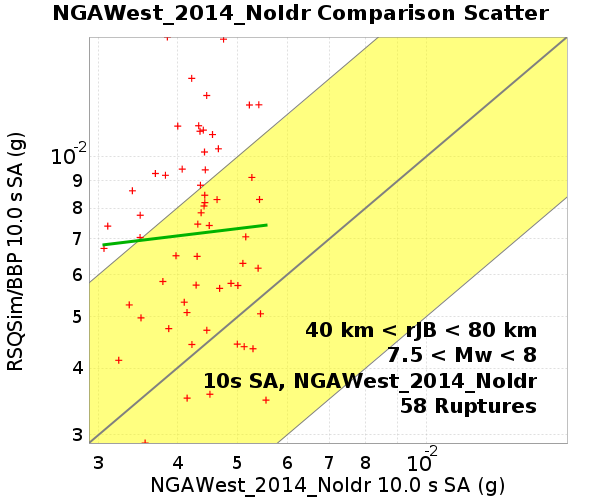 NGAWest_2014_NoIdr Comparison Scatter
RSQSim/BBP 10.0 s SA (g)
10-2
9
8
7
6
5
4
3
40 km < rJB < 80 km
7.5 < Mw < 8
10s SA, NGAWest_2014_NoIdr
58 Ruptures
3 4 5 6 7 8 10-2
NGAWest_2014_NoIdr 10.0 s SA (g)